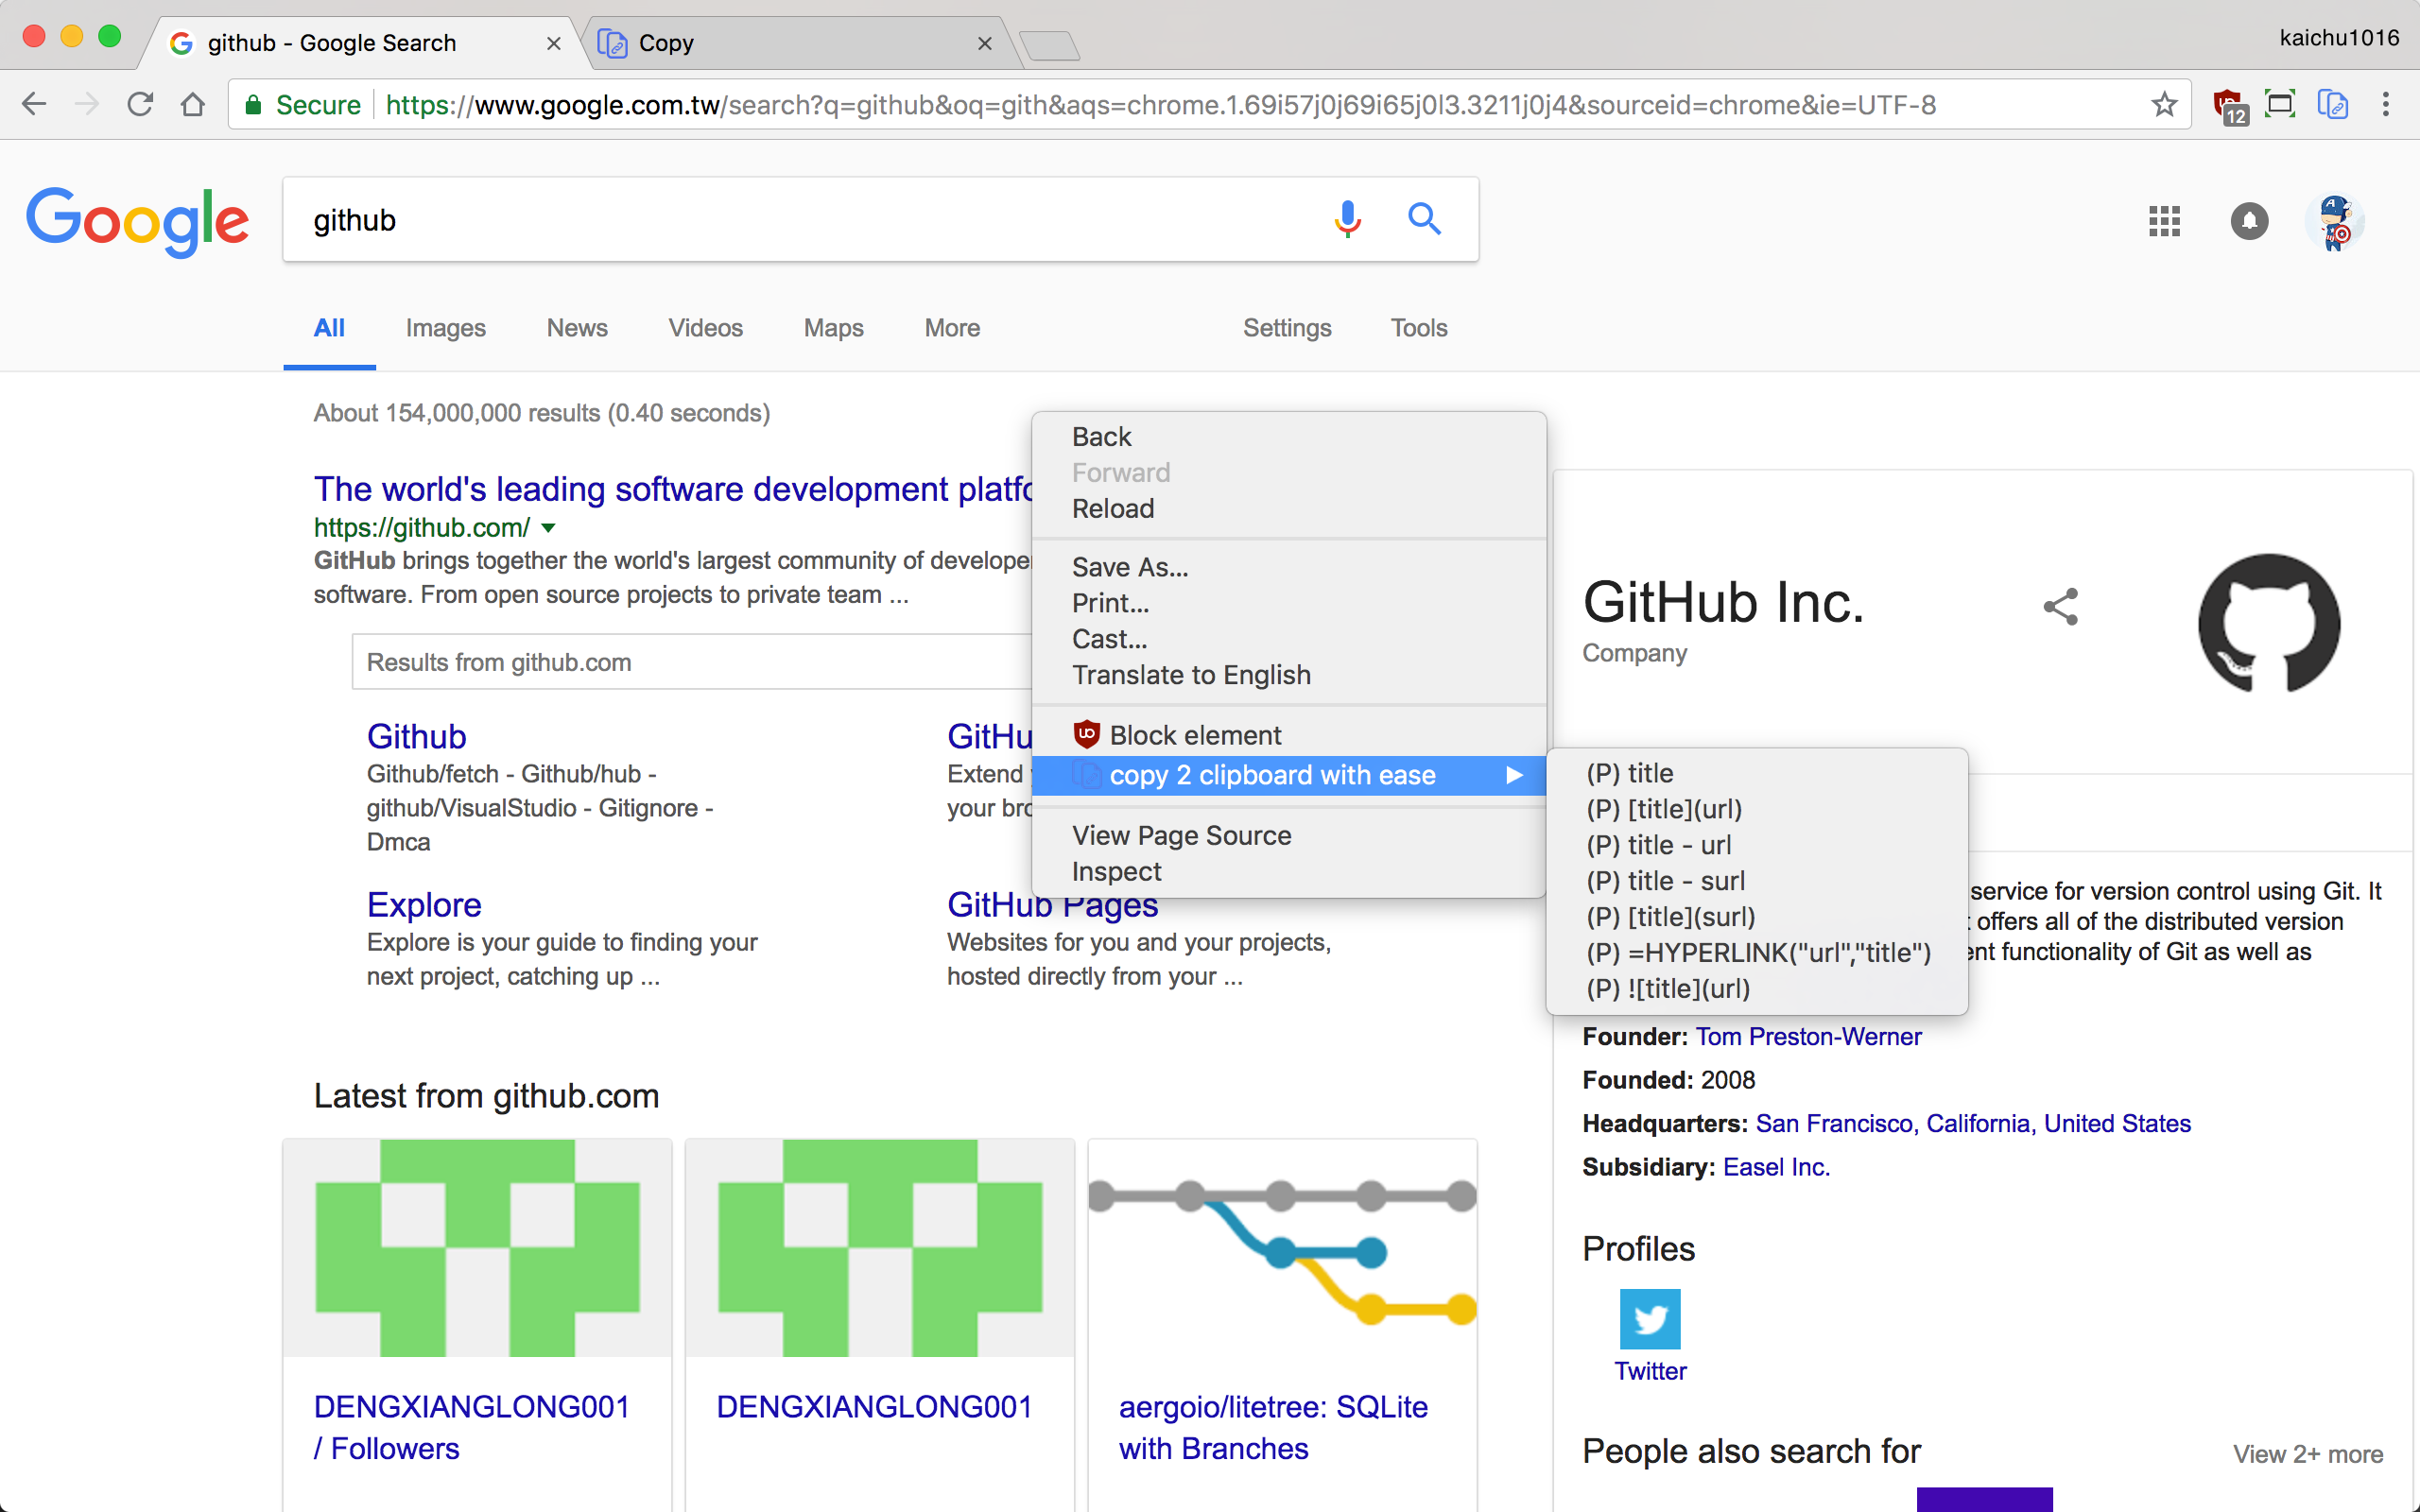 github - Google Search
Copy
kaichu1016
Secure
https://www.google.com.tw/search?q=github&oq=gith&aqs=chrome.1.69i57j0j69i65j0l3.3211j0j4&sourceid=chrome&ie=UTF-8
12
Google
github
All
Images
News
Videos
Maps
More
Settings
Tools
About 154,000,000 results (0.40 seconds)
The world's leading software development
https://github.com/
GitHub brings together the world's largest community of
software. From open source projects to private team ...
Results from github.com
Github
Github/fetch - Github/hub -
github/VisualStudio - Gitignore -
Dmca
Extend
your
Explore
Explore is your guide to finding your
next project, catching up ...
GitHub Pages
Websites for you and your projects,
hosted directly from your ...
Back
Forward
Reload
Save As...
Print...
Cast...
Translate to English
Block element
copy 2 clipboard with ease
View Page Source
Inspect
(P) title
(P) [title](url)
(P) title - url
(P) title - surl
(P) [title](surl)
(P) =HYPERLINK("url","title")
(P) ![title](url)
GitHub Inc.
Company
service for version control using Git. It
offers all of the distributed version
functionality of Git as well as
Founder: Tom Preston-Werner
Founded: 2008
Headquarters: San Francisco, California, United States
Subsidiary: Easel Inc.
Profiles
Twitter
People also search for
View 2+ more
Latest from github.com
DENGXIANGLONG001
/ Followers
DENGXIANGLONG001
aergoio/litetree: SQLite
with Branches